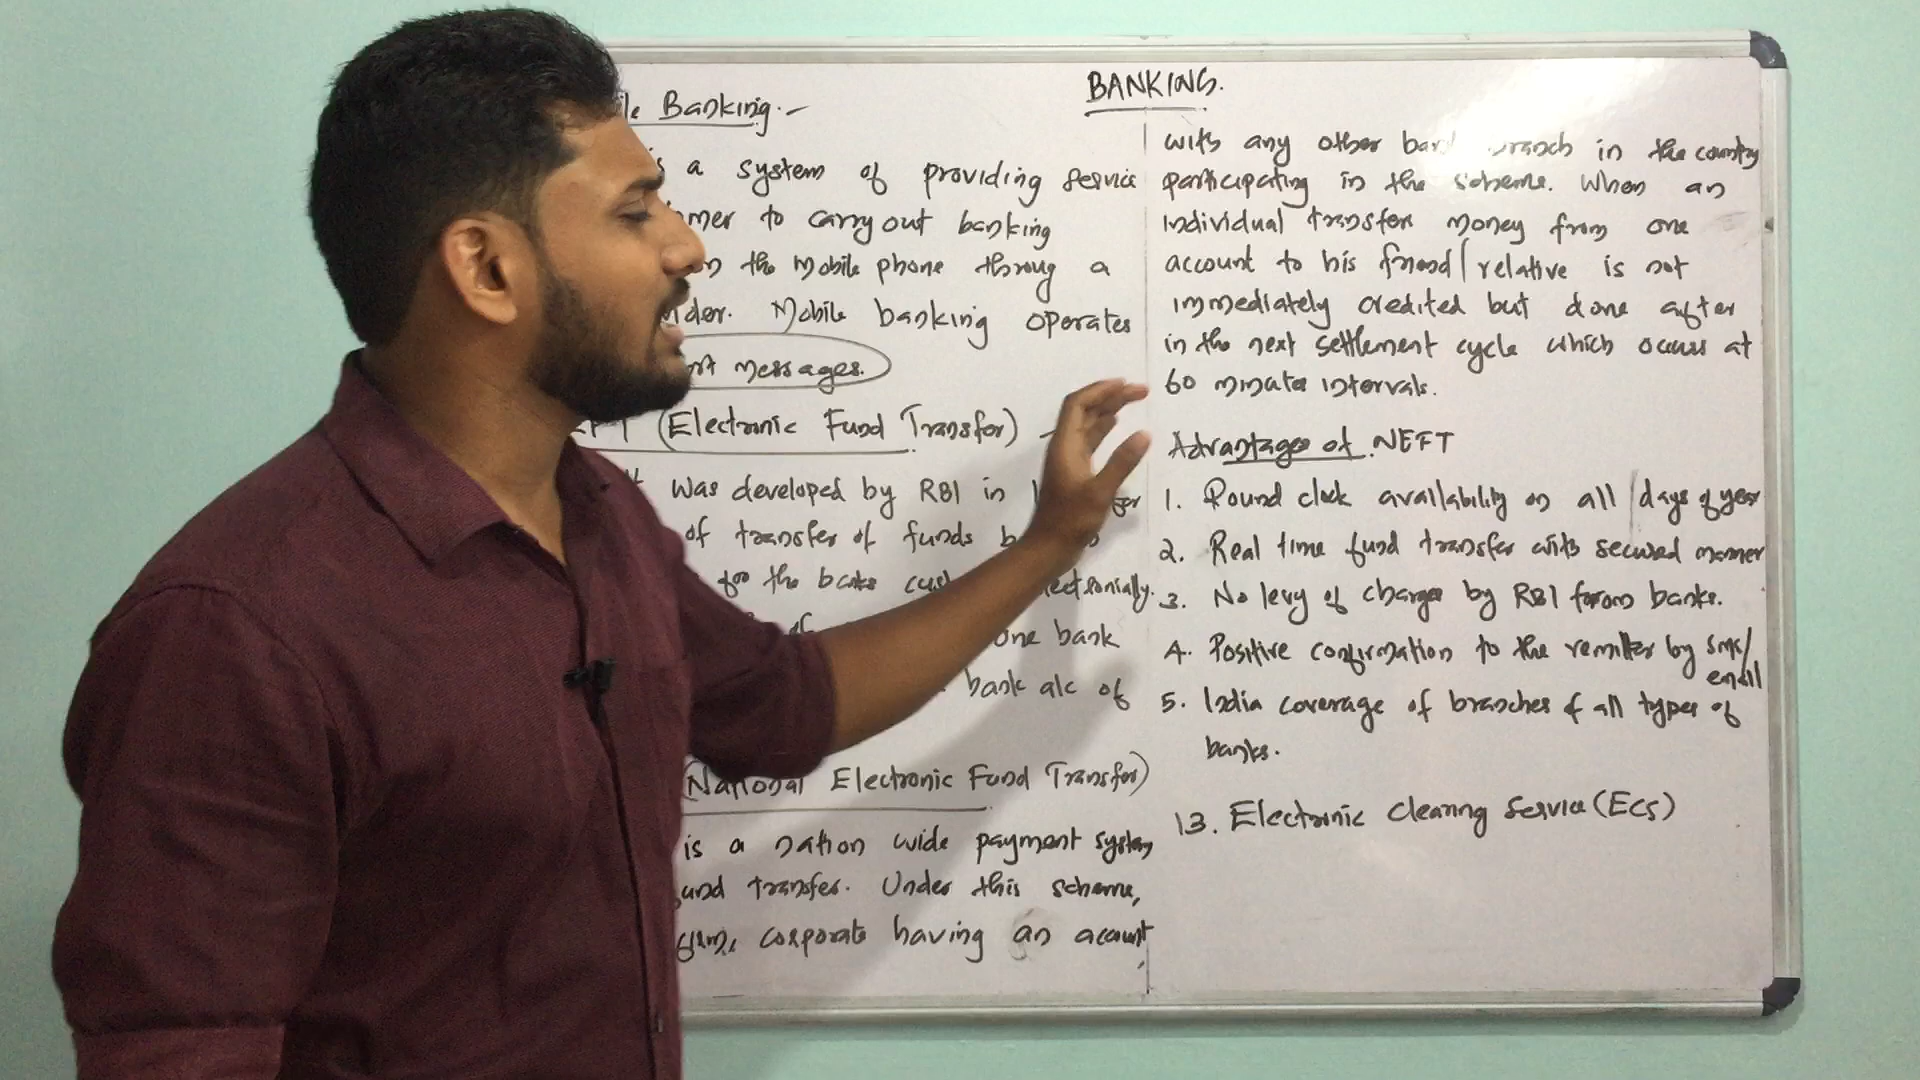 BANKING.
le Banking:-
is a system of providing service
omer to carry out banking
the mobile phone throug a
ider. Mobile banking operates
messages.
(Electronic Fund Transfer)
was developed by RBI in
of transfer of funds
for the banks
one bank
bank a/c of
(National Electronic Fund Transfer)
is a nation wide payment system
fund transfer. Under this scheme,
firm, corporate having an account
with any other branch in the country
participating in the scheme. When an
individual transfer money from one
account to his friend/relative is not
immediately credited but done after
in the next settlement cycle which occurs at
60 minute intervals.
Advantages of NEFT
1. Round clock availability on all days of year
2. Real time fund transfer with secured manner
3. No levy of charges by RBI from banks.
4. Positive confirmation to the remitter by sms/
email
5. India coverage of branches of all types of
banks.
13. Electronic Clearing Service (ECS)